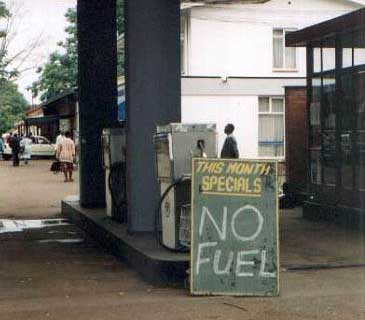 THIS MONTH
SPECIALS
NO
FUEL